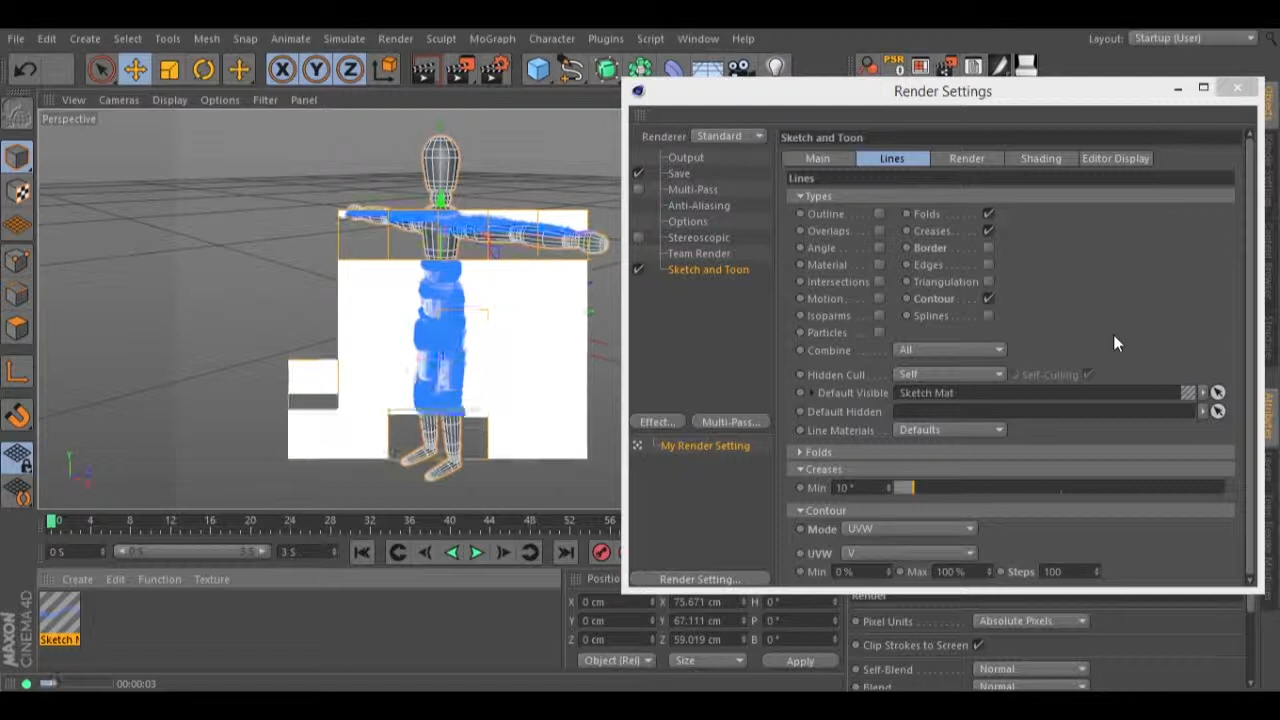 File Edit Create Select Tools Mesh Snap Animate Simulate Render Sculpt MoGraph Character Plugins Script Window Help Layout: Startup (User)
X Y Z PSR 0
Render Settings
View Cameras Display Options Filter Panel
Perspective
Renderer Standard
Output
Save
Multi-Pass
Anti-Aliasing
Options
Stereoscopic
Team Render
Sketch and Toon
Effect... Multi-Pass...
My Render Setting
Render Setting...
Sketch and Toon
Main Lines Render Shading Editor Display
Lines
Types
Outline Folds
Overlaps Creases
Angle Border
Material Edges
Intersections Triangulation
Motion Contour
Isoparms Splines
Particles
Combine All
Hidden Cull Self Self-Culling
Default Visible Sketch Mat
Default Hidden
Line Materials Defaults
Folds
Creases
Min 10 °
Contour
Mode UVW
UVW V
Min 0 % Max 100 % Steps 100
0 4 8 12 16 20 24 28 32 36 40 44 48 52 56
0 S 0 S 3 S 3 S
Create Edit Function Texture
Sketch M
X 0 cm X 75.671 cm H 0 °
Y 0 cm Y 67.111 cm P 0 °
Z 0 cm Z 59.019 cm B 0 °
Object (Rel) Size Apply
Render
Pixel Units Absolute Pixels
Clip Strokes to Screen
Self-Blend Normal
Blend Normal
MAXON
CINEMA 4D
00:00:03
Objects
Attributes